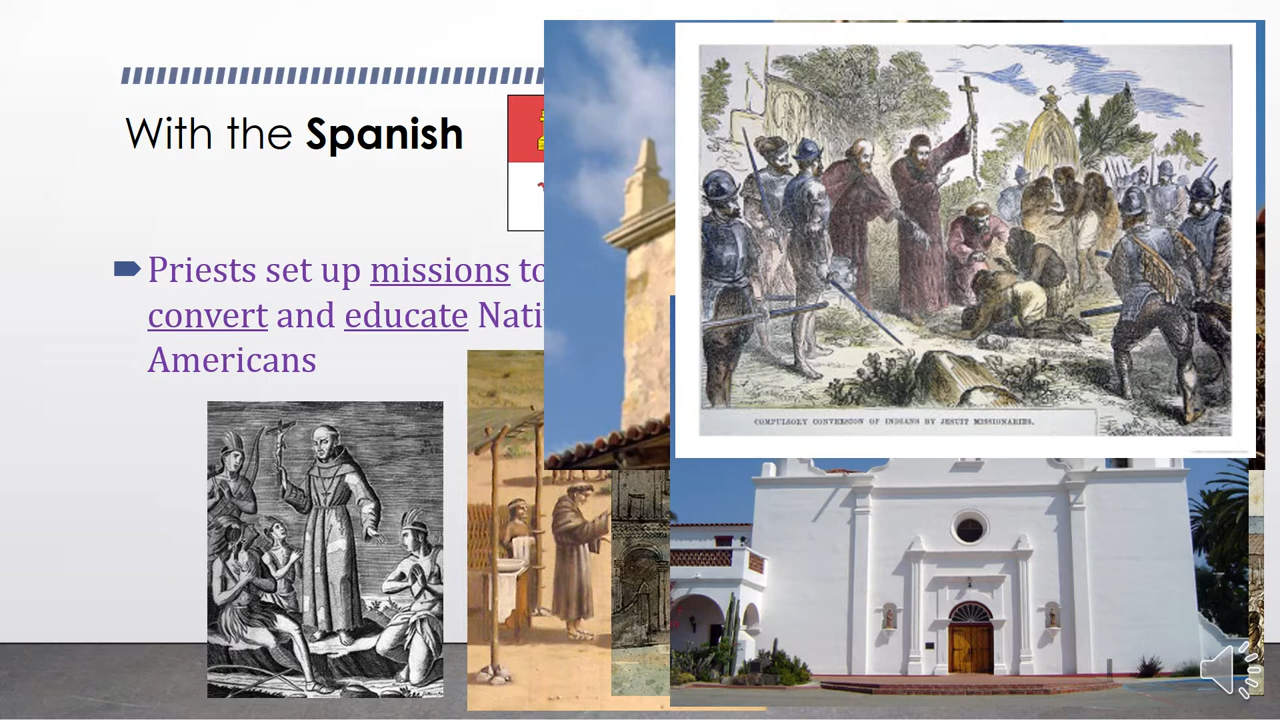 With the Spanish
Priests set up missions to
convert and educate Nati
Americans
COMPULSORY CONVERSION OF INDIANS BY JESUIT MISSIONARIES.